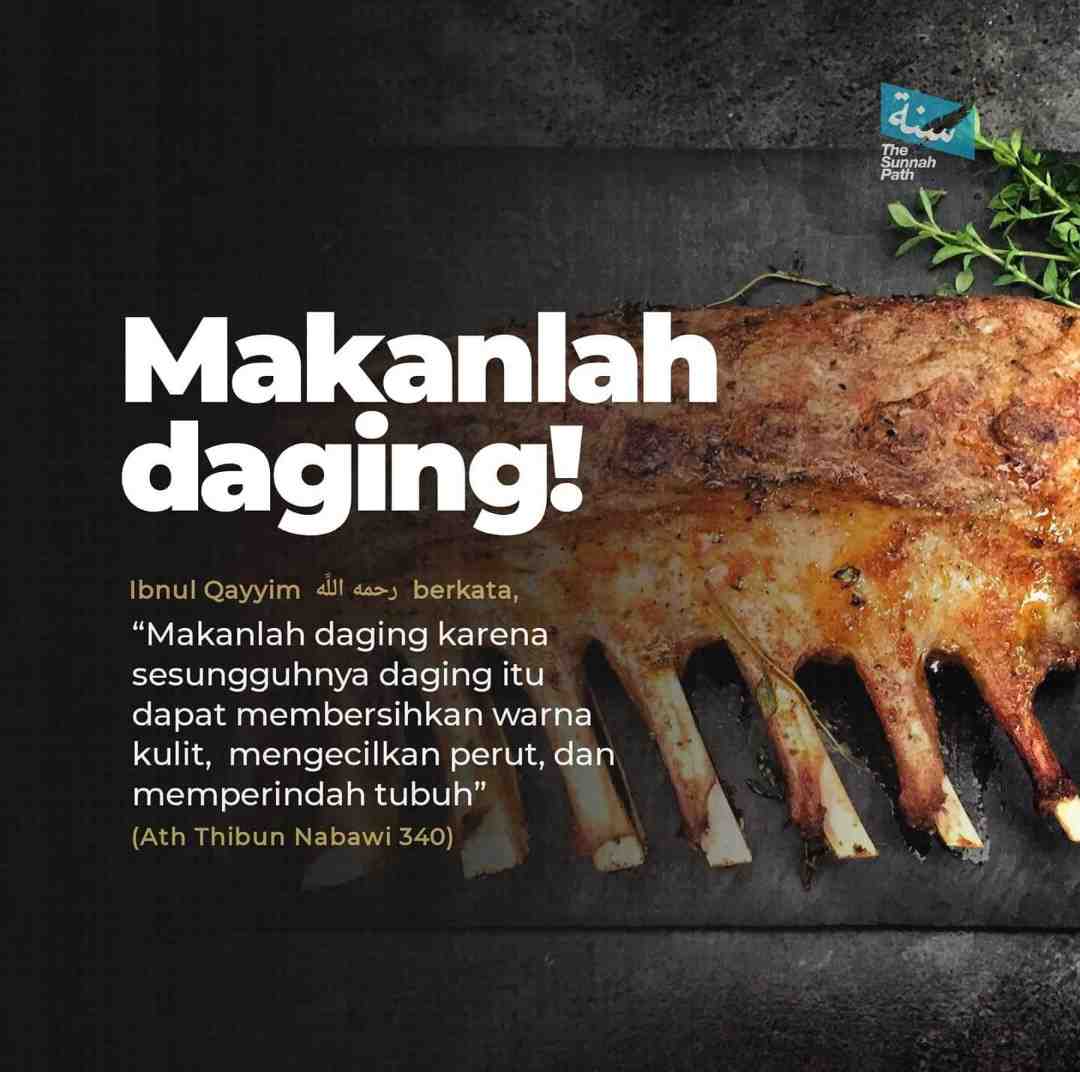 سنة
The
Sunnah
Path
Makanlah
daging!
Ibnul Qayyim رحمه الله berkata,
“Makanlah daging karena
sesungguhnya daging itu
dapat membersihkan warna
kulit,  mengecilkan perut, dan
memperindah tubuh”
(Ath Thibun Nabawi 340)